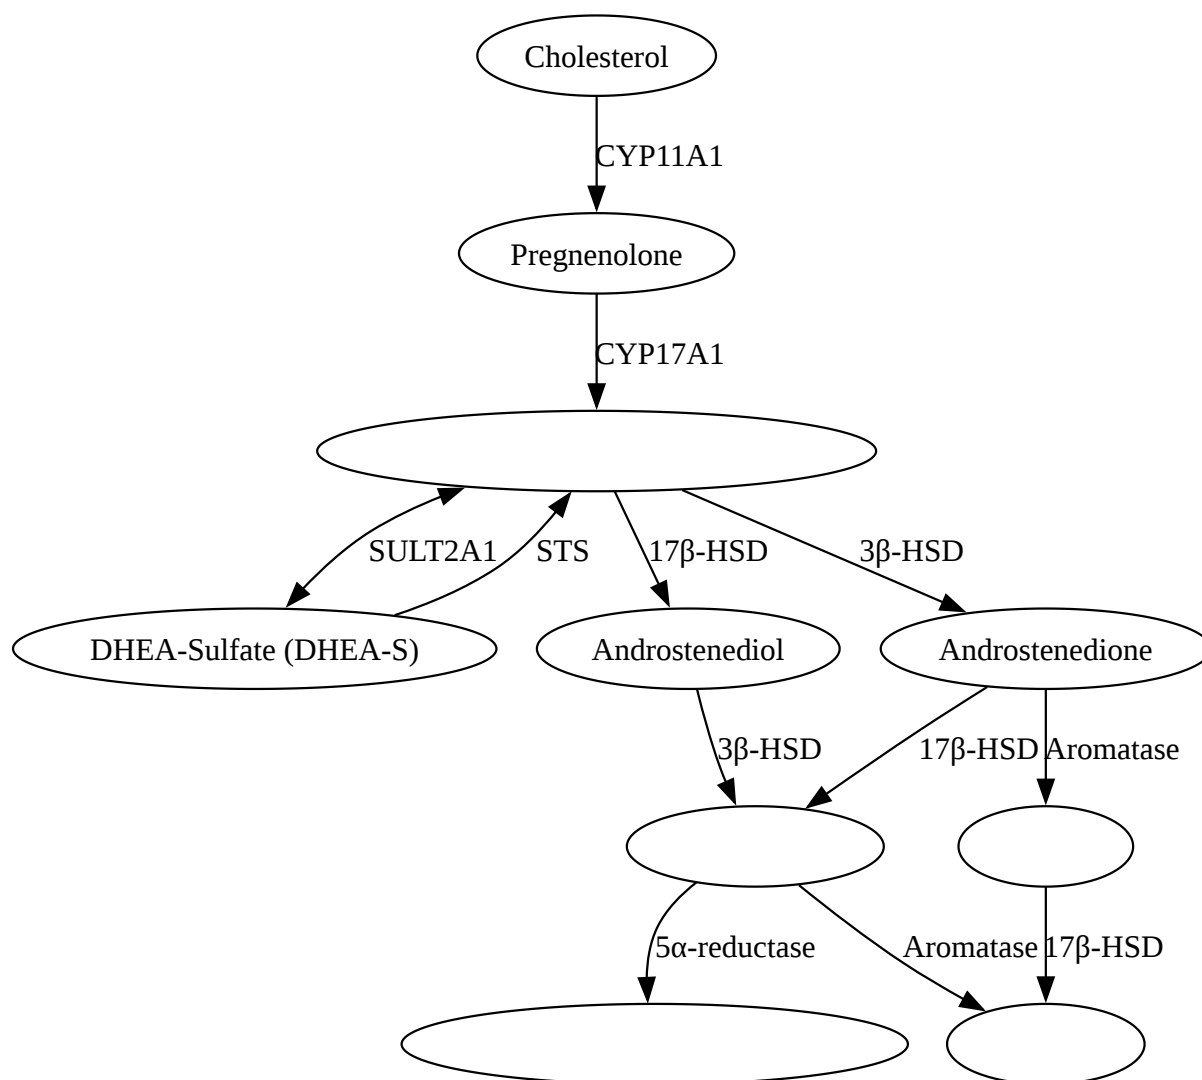 Cholesterol
CYP11A1
Pregnenolone
CYP17A1
SULT2A1
STS
17β-HSD
3β-HSD
DHEA-Sulfate (DHEA-S)
Androstenediol
Androstenedione
3β-HSD
17β-HSD
Aromatase
5α-reductase
Aromatase
17β-HSD